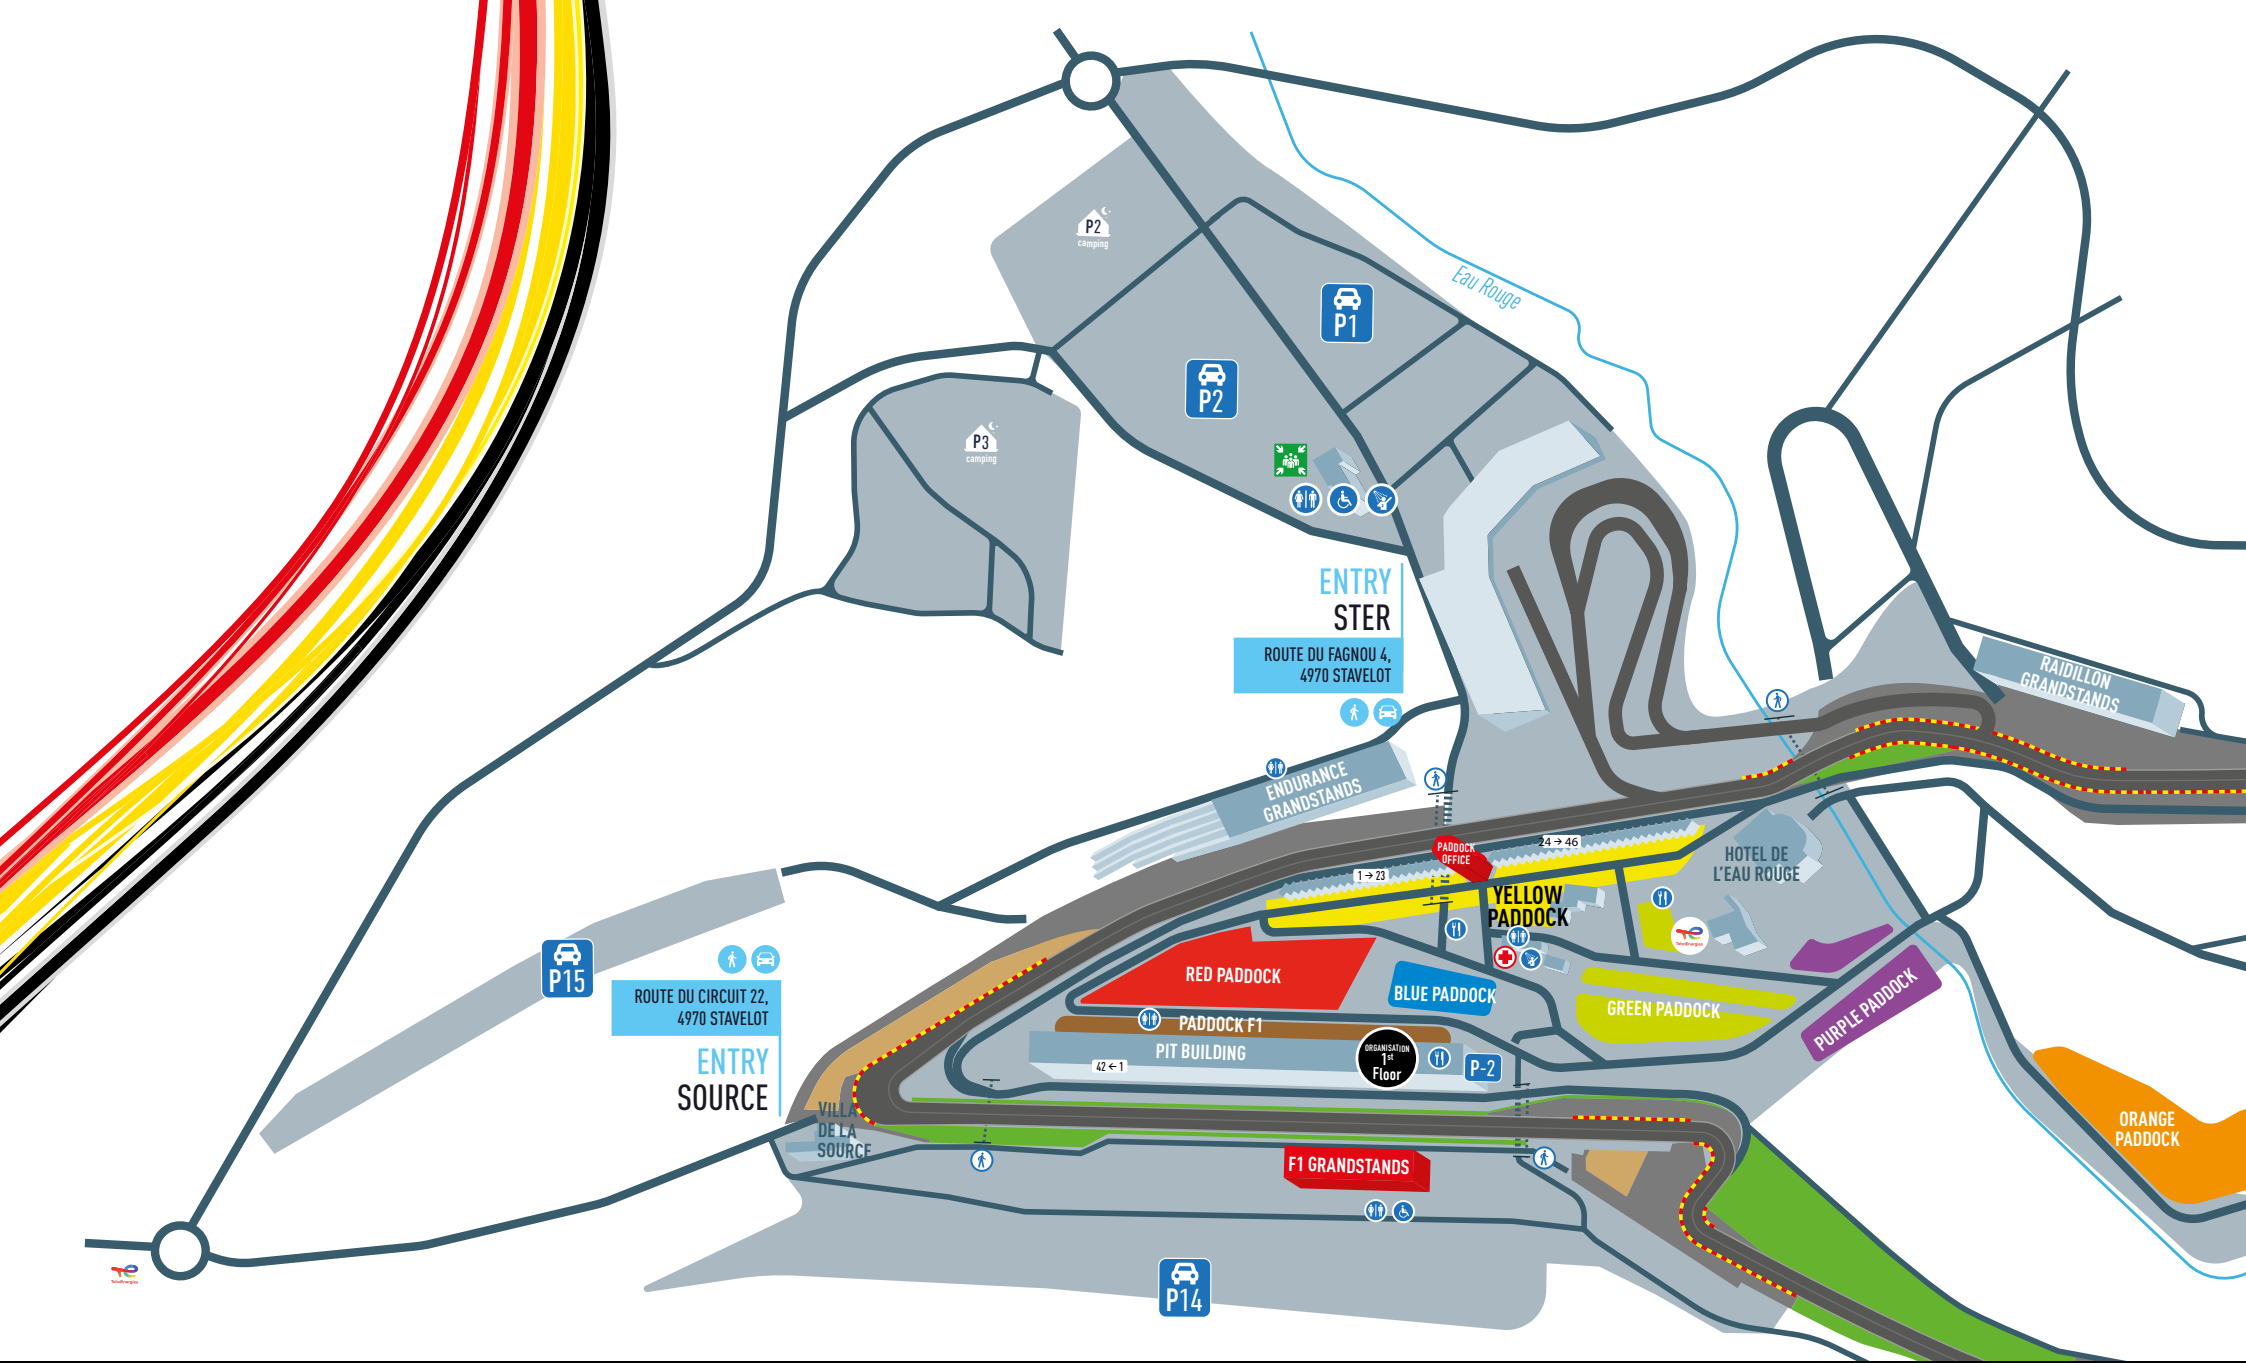 P2
camping
Eau Rouge
P1
P2
P3
camping
ENTRY
STER
ROUTE DU FAGNOU 4,
4970 STAVELOT
RAIDILLON
GRANDSTANDS
ENDURANCE
GRANDSTANDS
PADDOCK
OFFICE
24 → 46
1 → 23
HOTEL DE
L'EAU ROUGE
YELLOW
PADDOCK
TotalEnergies
P15
ROUTE DU CIRCUIT 22,
4970 STAVELOT
ENTRY
SOURCE
RED PADDOCK
BLUE PADDOCK
GREEN PADDOCK
PURPLE PADDOCK
PADDOCK F1
PIT BUILDING
42 ← 1
ORGANISATION
1st
Floor
P-2
VILLA
DE LA
SOURCE
F1 GRANDSTANDS
ORANGE
PADDOCK
P14
TotalEnergies